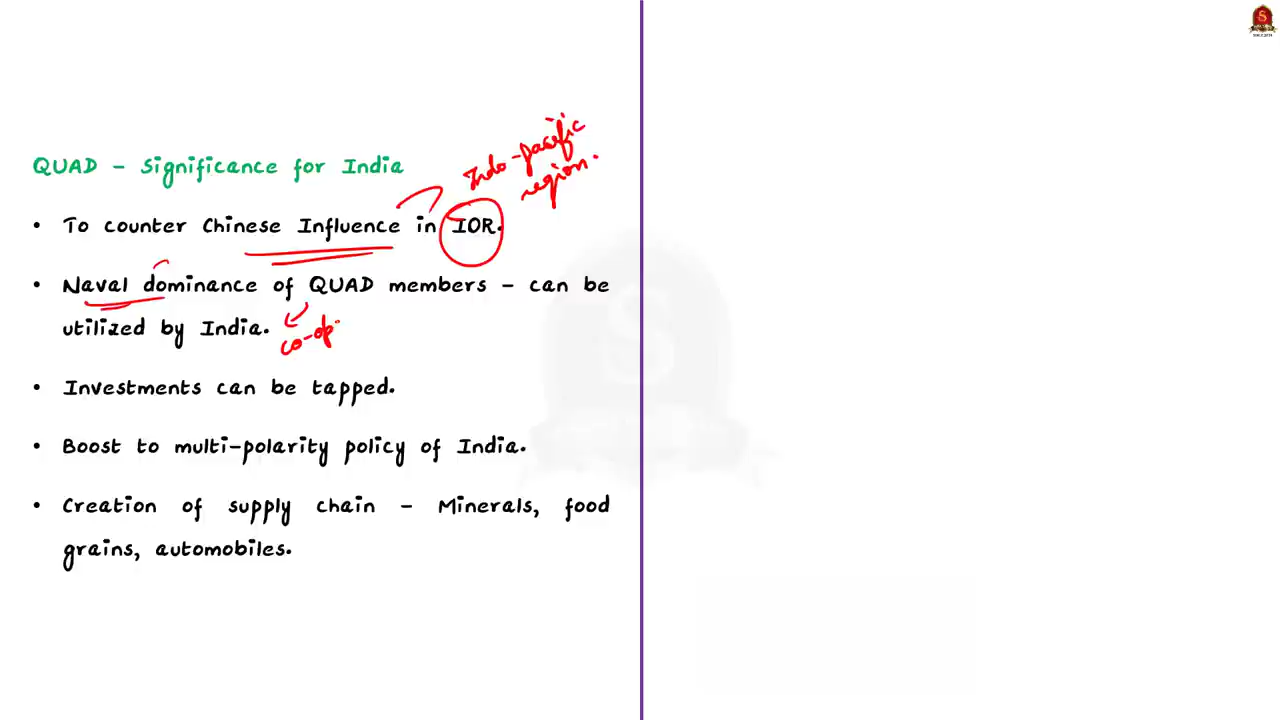 QUAD - Significance for India
Indo-pacific
region.
• To counter Chinese Influence in IOR.
• Naval dominance of QUAD members - can be
utilized by India.
co-op
• Investments can be tapped.
• Boost to multi-polarity policy of India.
• Creation of supply chain - Minerals, food
grains, automobiles.